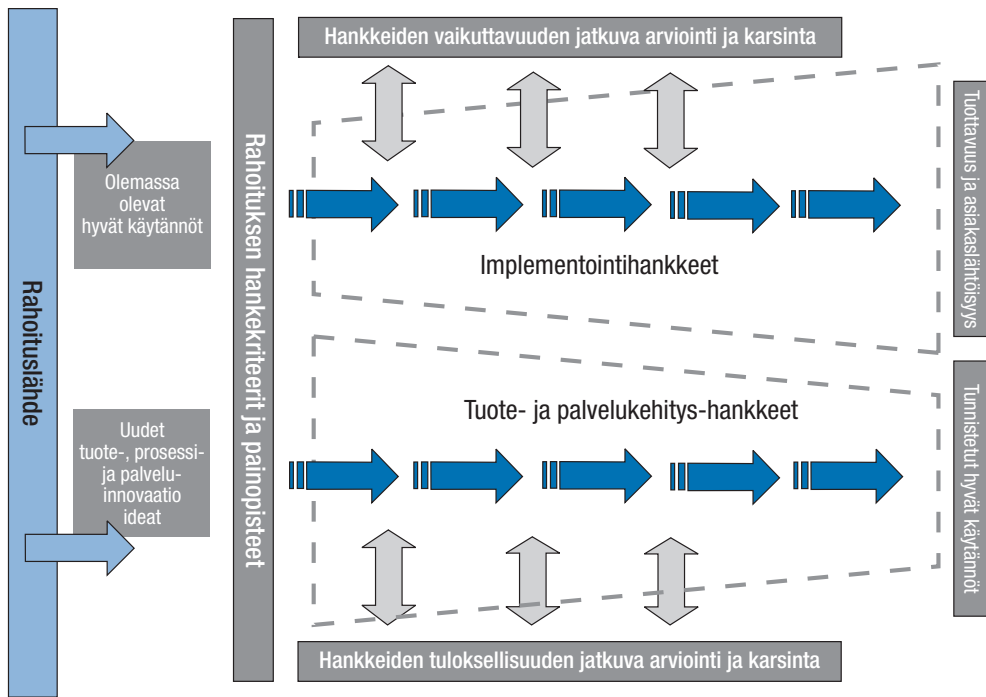 Rahoituslähde
Olemassa
olevat
hyvät käytännöt
Uudet
tuote-, prosessi-
ja palvelu-
innovaatio
ideat
Rahoituksen hankekriteerit ja painopisteet
Hankkeiden vaikuttavuuden jatkuva arviointi ja karsinta
Implementointihankkeet
Tuote- ja palvelukehitys-hankkeet
Hankkeiden tuloksellisuuden jatkuva arviointi ja karsinta
Tuottavuus ja asiakaslähtöisyys
Tunnistetut hyvät käytännöt